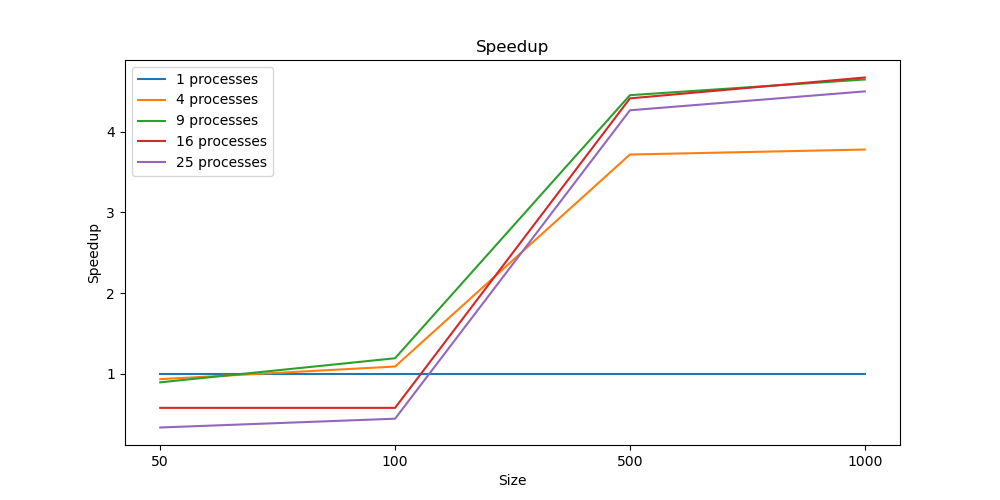 Speedup
1 processes
4 processes
9 processes
16 processes
25 processes
Speedup
4
3
2
1
50 100 500 1000
Size